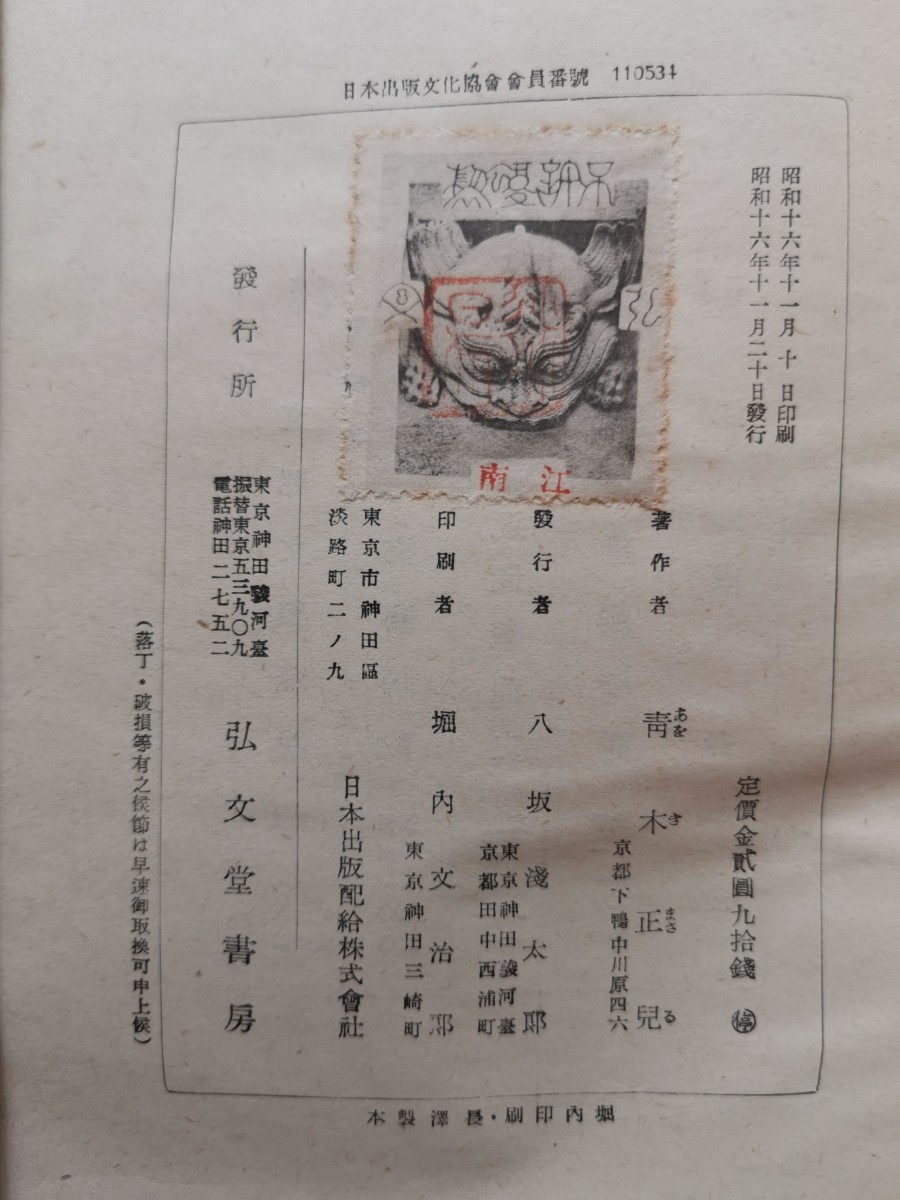 日本出版文化協會會員番號 110534
昭和十六年十一月十日印刷
昭和十六年十一月二十日發行
定價金貳圓九拾錢 ㊡
江南
著作者 青木正兒
あをきまさる
京都下鴨中川原四六
發行者 八坂淺太郎
東京神田駿河臺
京都田中西浦町
印刷者 堀内文治郎
東京神田三崎町
東京市神田區
淡路町二ノ九
日本出版配給株式會社
發行所
東京神田駿河臺
振替東京五三九〇九
電話神田二七五二
弘文堂書房
(落丁・破損等有之候節は早速御取換可申上候)
堀内印刷・長澤製本